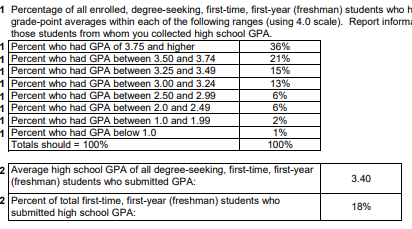 1 Percentage of all enrolled, degree-seeking, first-time, first-year (freshman) students who h
grade-point averages within each of the following ranges (using 4.0 scale). Report informa
those students from whom you collected high school GPA.
1 Percent who had GPA of 3.75 and higher 36%
1 Percent who had GPA between 3.50 and 3.74 21%
1 Percent who had GPA between 3.25 and 3.49 15%
1 Percent who had GPA between 3.00 and 3.24 13%
1 Percent who had GPA between 2.50 and 2.99 6%
1 Percent who had GPA between 2.0 and 2.49 6%
1 Percent who had GPA between 1.0 and 1.99 2%
1 Percent who had GPA below 1.0 1%
Totals should = 100% 100%
2 Average high school GPA of all degree-seeking, first-time, first-year
(freshman) students who submitted GPA: 3.40
2 Percent of total first-time, first-year (freshman) students who
submitted high school GPA: 18%